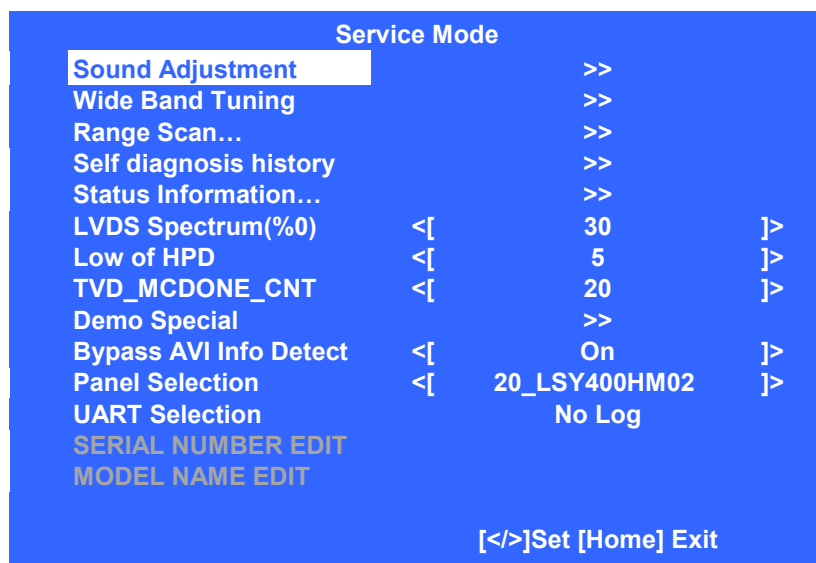 Service Mode
Sound Adjustment >>
Wide Band Tuning >>
Range Scan… >>
Self diagnosis history >>
Status Information… >>
LVDS Spectrum(%0) <[ 30 ]>
Low of HPD <[ 5 ]>
TVD_MCDONE_CNT <[ 20 ]>
Demo Special >>
Bypass AVI Info Detect <[ On ]>
Panel Selection <[ 20_LSY400HM02 ]>
UART Selection No Log
SERIAL NUMBER EDIT
MODEL NAME EDIT
[</>]Set [Home] Exit